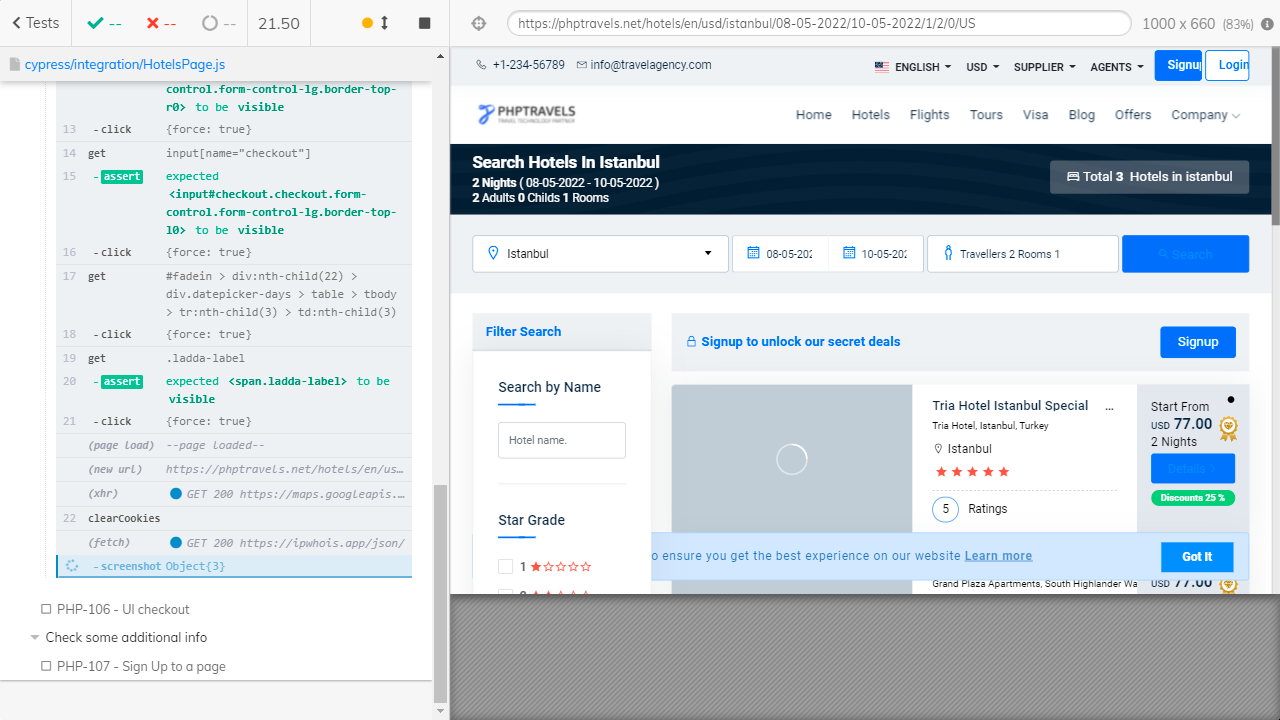 Tests
--
--
--
21.50
https://phptravels.net/hotels/en/usd/istanbul/08-05-2022/10-05-2022/1/2/0/US
1000 x 660 (83%)
cypress/integration/HotelsPage.js
control.form-control-lg.border-top-
r0> to be visible
13 -click {force: true}
14 get input[name="checkout"]
15 -assert expected
<input#checkout.checkout.form-
control.form-control-lg.border-top-
l0> to be visible
16 -click {force: true}
17 get #fadein > div:nth-child(22) >
div.datepicker-days > table > tbody
> tr:nth-child(3) > td:nth-child(3)
18 -click {force: true}
19 get .ladda-label
20 -assert expected <span.ladda-label> to be
visible
21 -click {force: true}
(page load) --page loaded--
(new url) https://phptravels.net/hotels/en/us...
(xhr) GET 200 https://maps.googleapis....
22 clearCookies
(fetch) GET 200 https://ipwhois.app/json/
-screenshot Object{3}
PHP-106 - UI checkout
Check some additional info
PHP-107 - Sign Up to a page
+1-234-56789 info@travelagency.com
ENGLISH USD SUPPLIER AGENTS Signup Login
PHPTRAVELS
TRAVEL TECHNOLOGY PARTNER
Home Hotels Flights Tours Visa Blog Offers Company
Search Hotels In Istanbul
2 Nights ( 08-05-2022 - 10-05-2022 )
2 Adults 0 Childs 1 Rooms
Total 3 Hotels in istanbul
Istanbul
08-05-202
10-05-202
Travellers 2 Rooms 1
Search
Filter Search
Search by Name
Hotel name.
Star Grade
1
Signup to unlock our secret deals
Signup
Tria Hotel Istanbul Special ...
Tria Hotel, Istanbul, Turkey
Istanbul
5 Ratings
Start From
USD 77.00
2 Nights
Details
Discounts 25 %
o ensure you get the best experience on our website Learn more
Got It
Grand Plaza Apartments, South Highlander Wa
USD 77.00